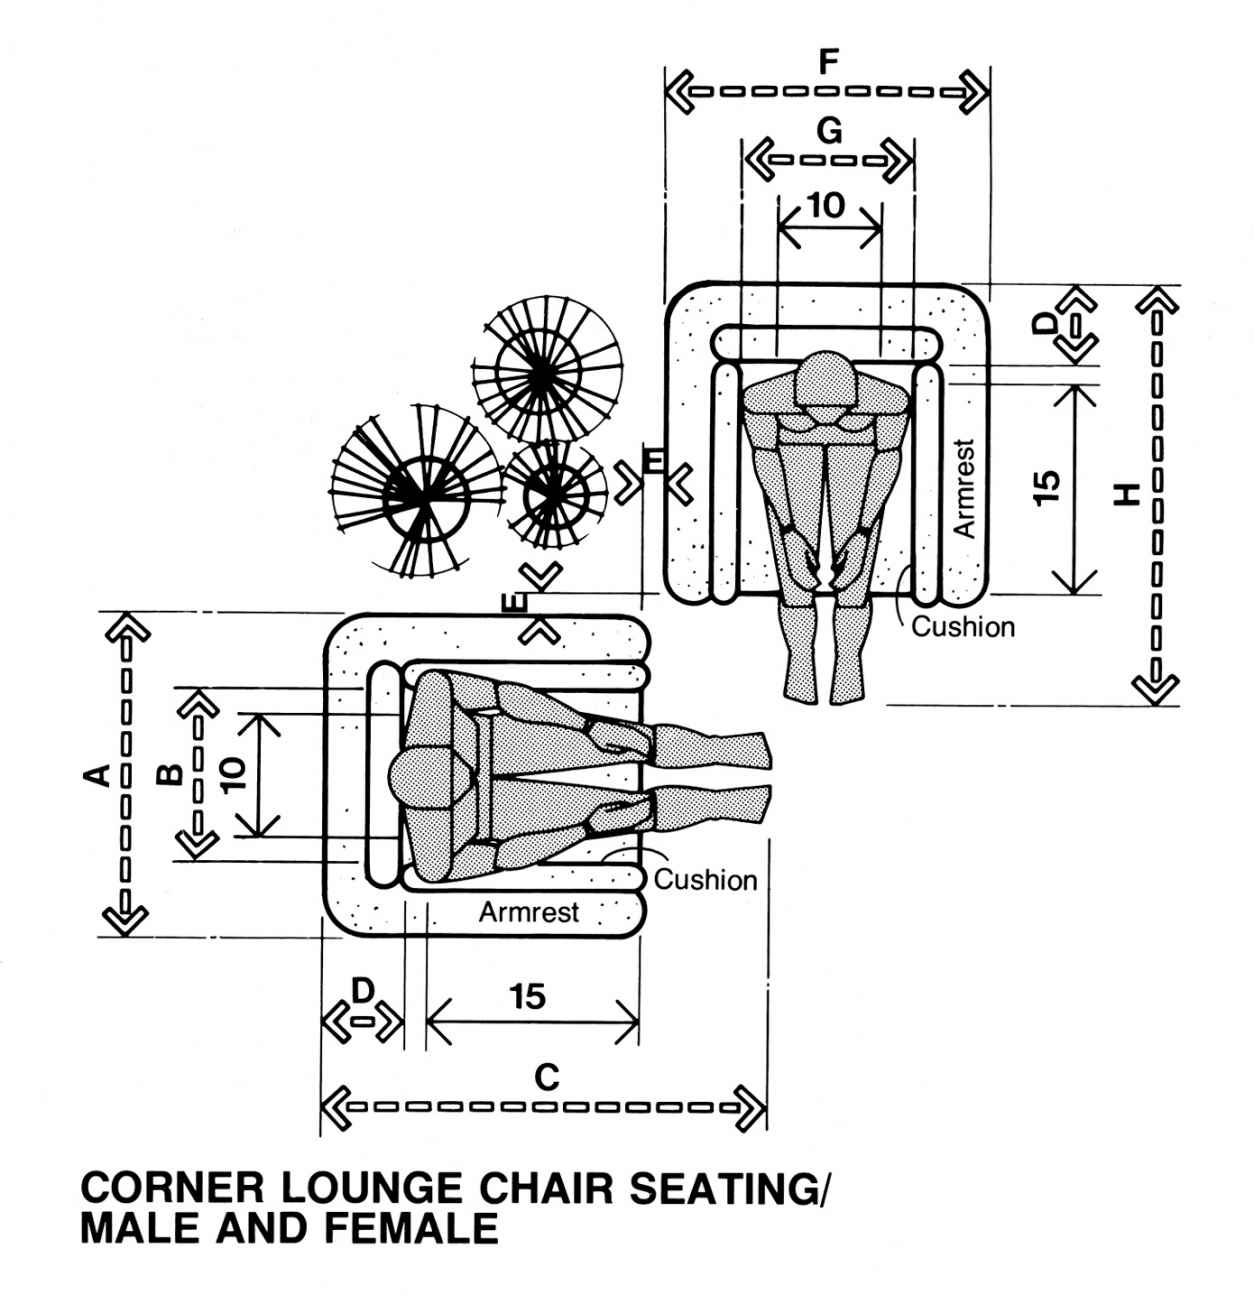 F
G
10
D
E
15
H
Armrest
Cushion
E
A
B
10
Cushion
Armrest
D
15
C
CORNER LOUNGE CHAIR SEATING/
MALE AND FEMALE